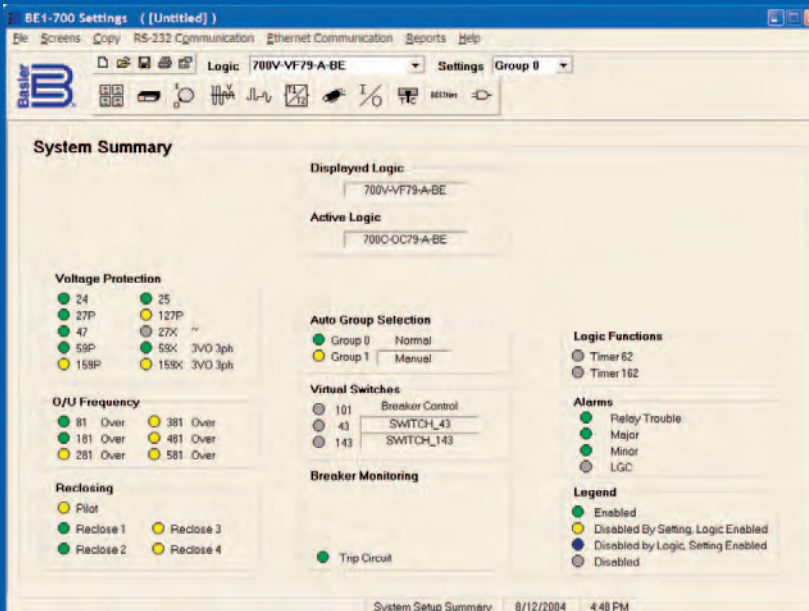 BE1-700 Settings ( [Untitled] )
File Screens Copy RS-232 Communication Ethernet Communication Reports Help
Basler
Logic 700V-VF79-A-BE Settings Group 0
I O V T1 T2 I/O TTC BESTNet
System Summary
Displayed Logic
700V-VF79-A-BE
Active Logic
700C-OC79-A-BE
Voltage Protection
24 25
27P 127P
47 27X ~
59P 59X 3VO 3ph
159P 159X 3VO 3ph
O/U Frequency
81 Over 381 Over
181 Over 481 Over
281 Over 581 Over
Reclosing
Pilot
Reclose 1 Reclose 3
Reclose 2 Reclose 4
Auto Group Selection
Group 0 Normal
Group 1 Manual
Virtual Switches
101 Breaker Control
43 SWITCH_43
143 SWITCH_143
Breaker Monitoring
Trip Circuit
Logic Functions
Timer 62
Timer 162
Alarms
Relay Trouble
Major
Minor
LGC
Legend
Enabled
Disabled By Setting, Logic Enabled
Disabled by Logic, Setting Enabled
Disabled
System Setup Summary 8/12/2004 4:48 PM